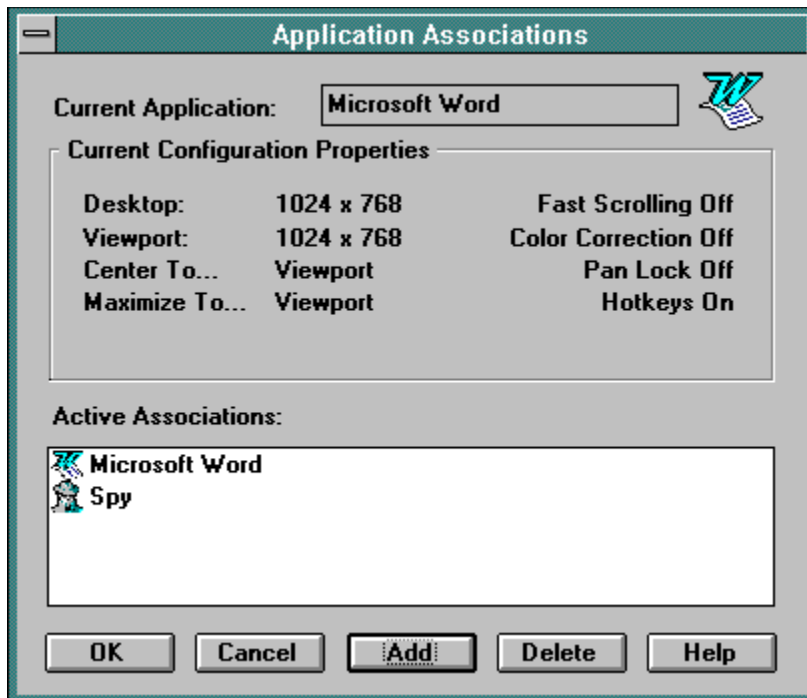 Application Associations
Current Application: Microsoft Word
Current Configuration Properties
Desktop: 1024 x 768 Fast Scrolling Off
Viewport: 1024 x 768 Color Correction Off
Center To... Viewport Pan Lock Off
Maximize To... Viewport Hotkeys On
Active Associations:
Microsoft Word
Spy
OK Cancel Add Delete Help